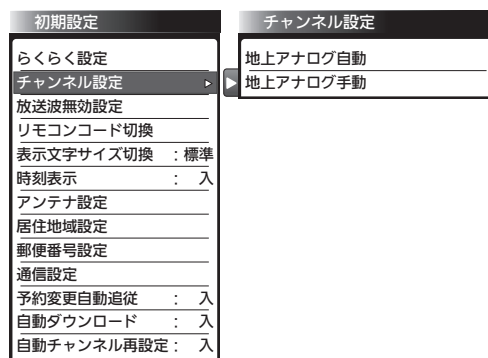 初期設定
らくらく設定
チャンネル設定
放送波無効設定
リモコンコード切換
表示文字サイズ切換 :標準
時刻表示 : 入
アンテナ設定
居住地域設定
郵便番号設定
通信設定
予約変更自動追従 : 入
自動ダウンロード : 入
自動チャンネル再設定: 入
チャンネル設定
地上アナログ自動
地上アナログ手動